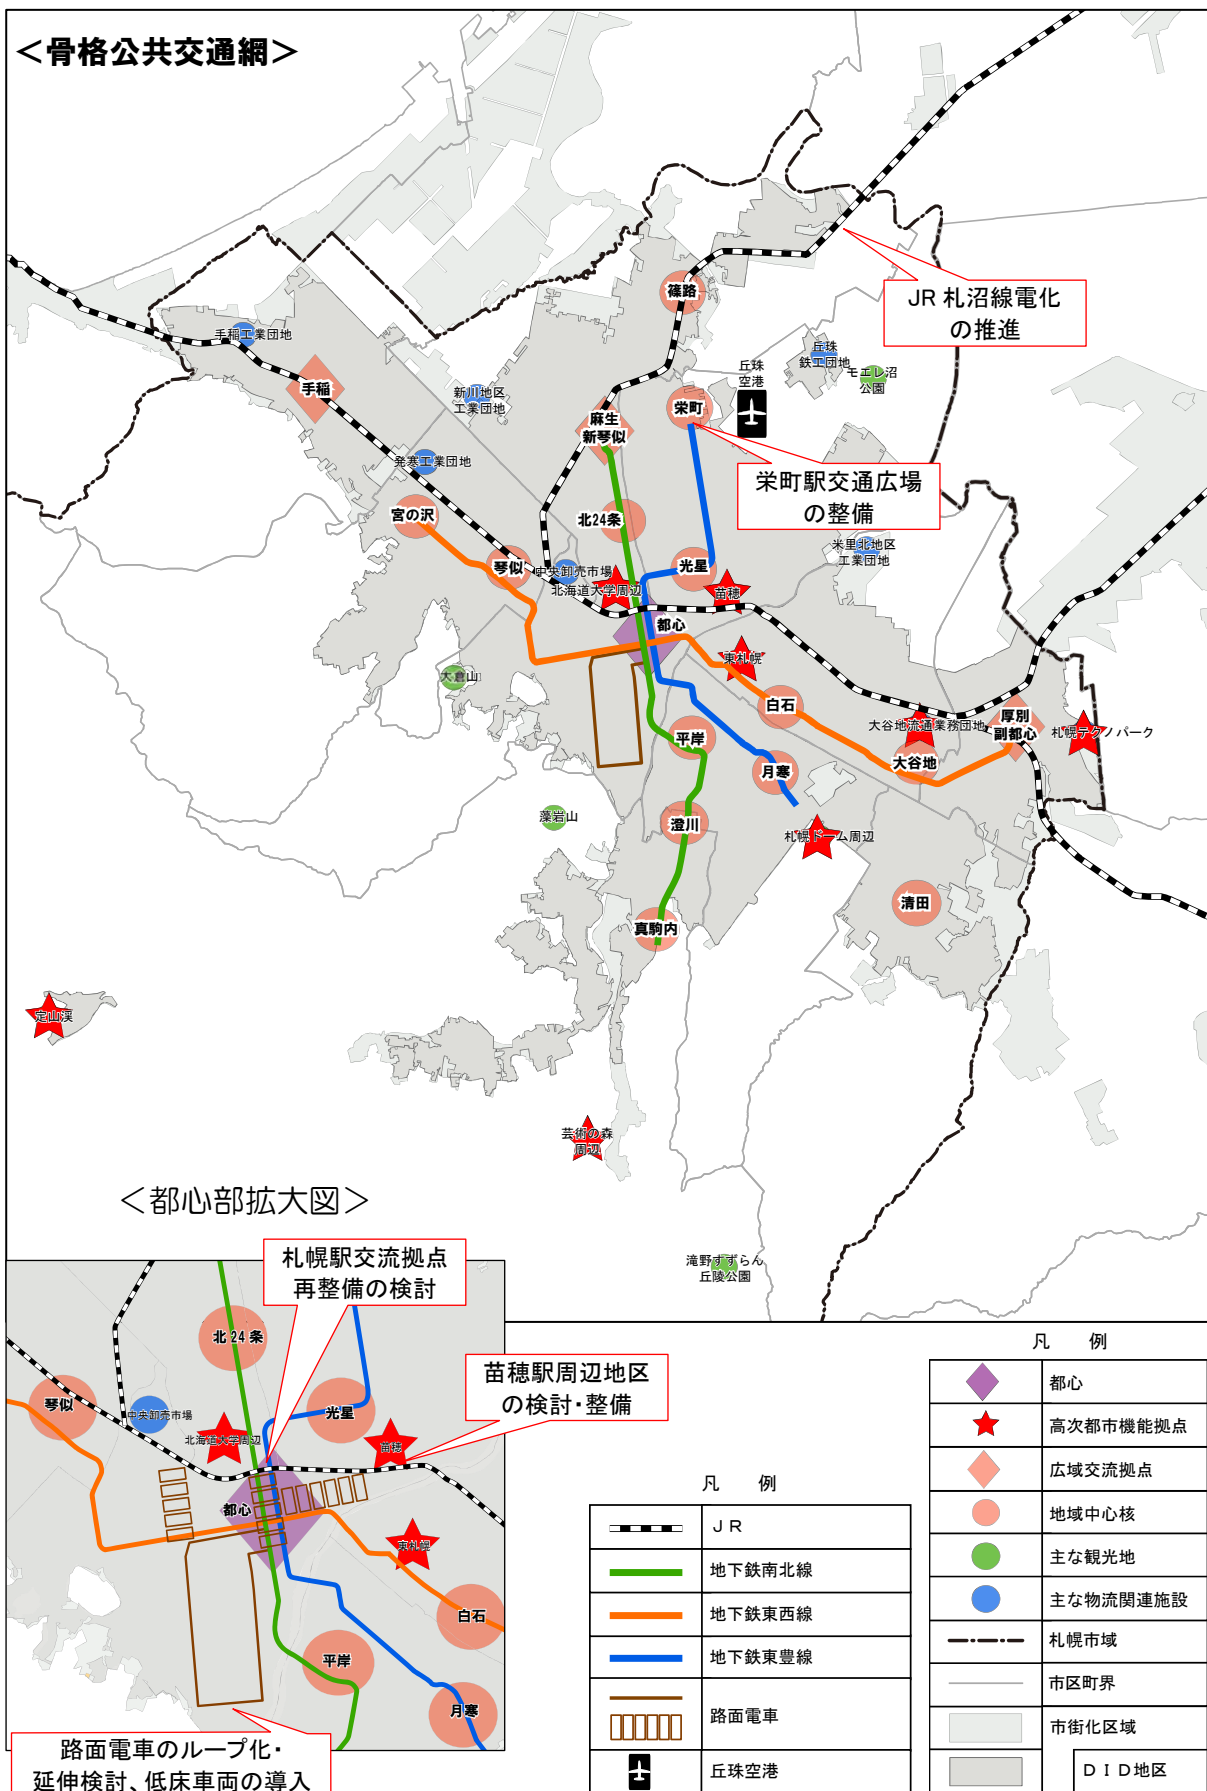 ＜骨格公共交通網＞
JR 札沼線電化
の推進
篠路
手稲工業団地
丘珠
鉄工団地
丘珠
空港
モエレ沼
公園
手稲
新川地区
工業団地
麻生
新琴似
栄町
発寒工業団地
栄町駅交通広場
の整備
宮の沢
北24条
米里北地区
工業団地
琴似
中央卸売市場
北海道大学周辺
光星
苗穂
都心
東札幌
大倉山
白石
大谷地流通業務団地
厚別
副都心
札幌テクノパーク
平岸
月寒
大谷地
藻岩山
澄川
札幌ドーム周辺
清田
真駒内
定山渓
芸術の森
周辺
滝野すずらん
丘陵公園
＜都心部拡大図＞
札幌駅交流拠点
再整備の検討
北24条
苗穂駅周辺地区
の検討・整備
琴似
中央卸売市場
北海道大学周辺
光星
苗穂
都心
東札幌
白石
平岸
月寒
路面電車のループ化・
延伸検討、低床車両の導入
凡　例
ＪＲ
地下鉄南北線
地下鉄東西線
地下鉄東豊線
路面電車
丘珠空港
凡　例
都心
高次都市機能拠点
広域交流拠点
地域中心核
主な観光地
主な物流関連施設
札幌市域
市区町界
市街化区域
ＤＩＤ地区